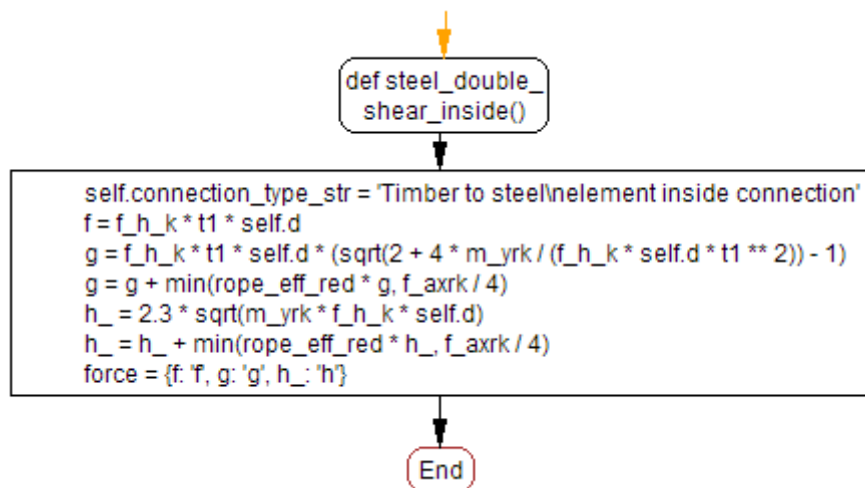 def steel_double_
shear_inside()
self.connection_type_str = 'Timber to steel\nelement inside connection'
f = f_h_k * t1 * self.d
g = f_h_k * t1 * self.d * (sqrt(2 + 4 * m_yrk / (f_h_k * self.d * t1 ** 2)) - 1)
g = g + min(rope_eff_red * g, f_axrk / 4)
h_ = 2.3 * sqrt(m_yrk * f_h_k * self.d)
h_ = h_ + min(rope_eff_red * h_, f_axrk / 4)
force = {f: 'f', g: 'g', h_: 'h'}
End